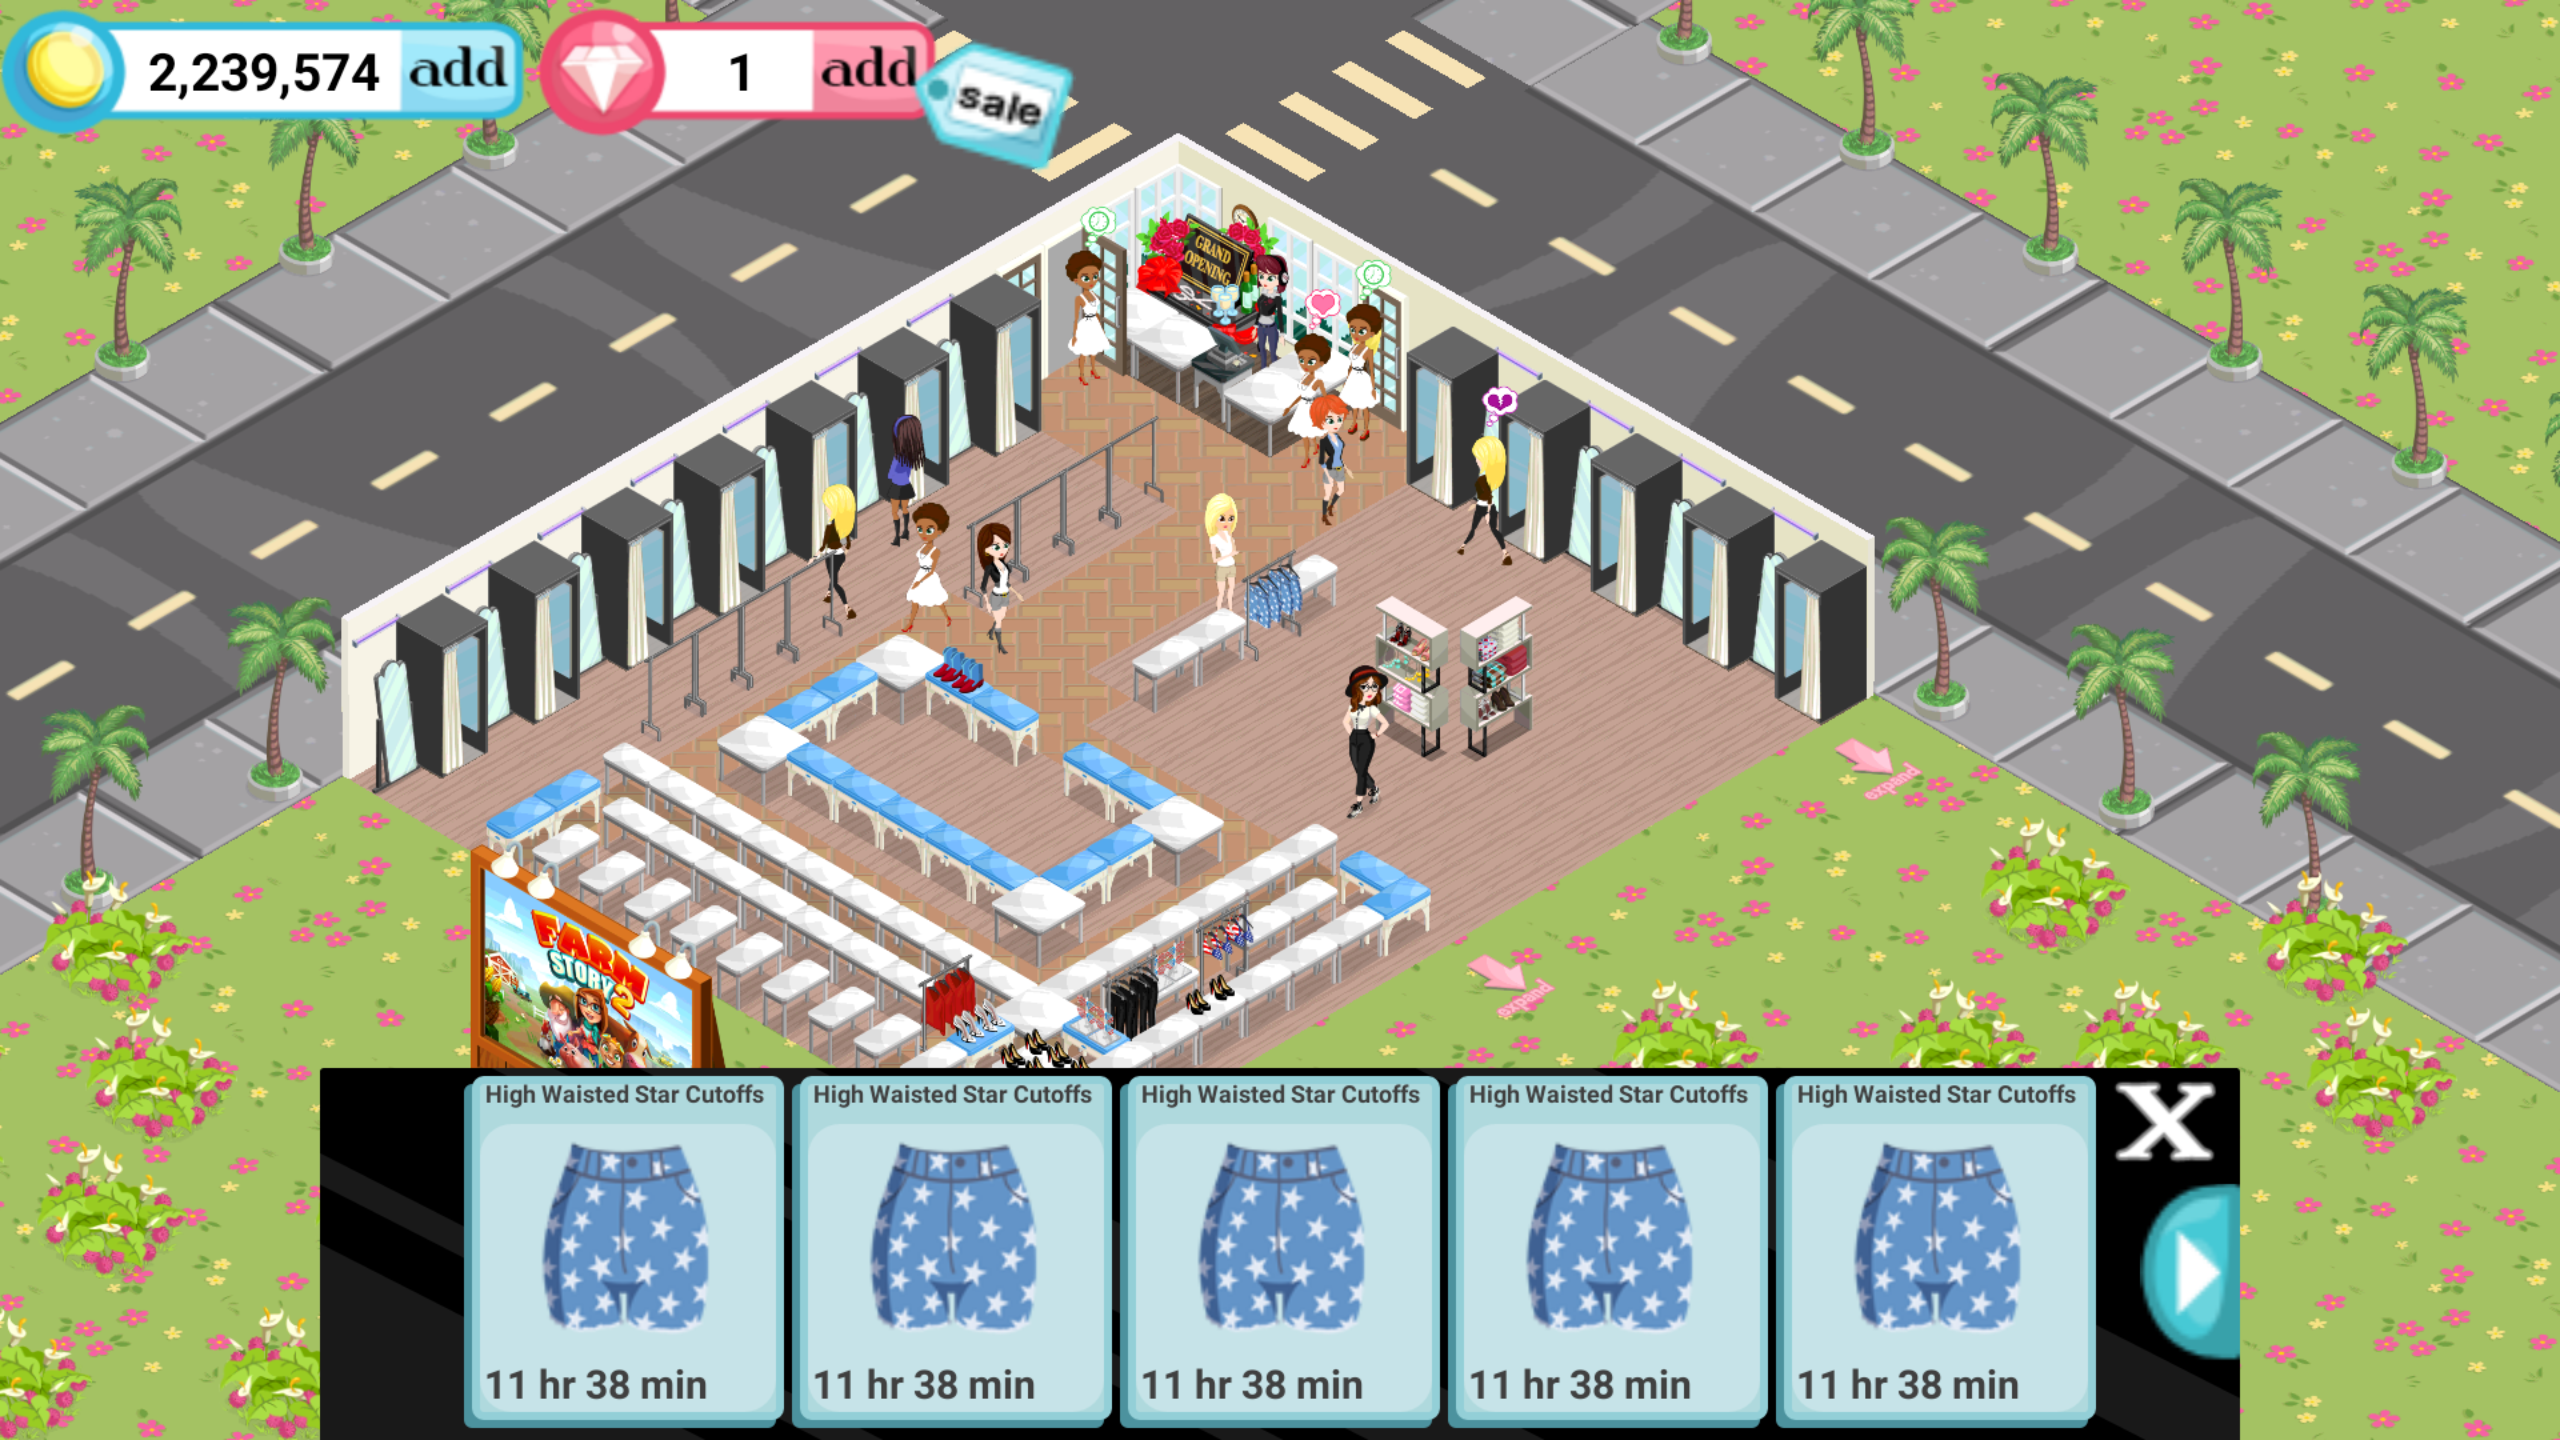 2,239,574 add
1 add
sale
GRAND
OPENING
expand
expand
FARM
STORY 2
High Waisted Star Cutoffs
11 hr 38 min
High Waisted Star Cutoffs
11 hr 38 min
High Waisted Star Cutoffs
11 hr 38 min
High Waisted Star Cutoffs
11 hr 38 min
High Waisted Star Cutoffs
11 hr 38 min
X